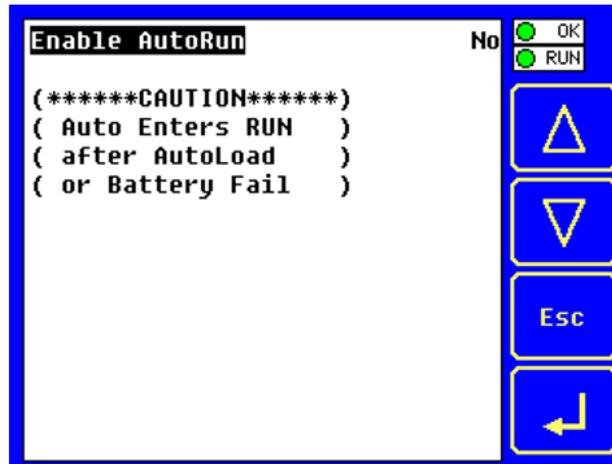 Enable AutoRun No
OK
RUN
(******CAUTION******)
( Auto Enters RUN )
( after AutoLoad )
( or Battery Fail )
Esc